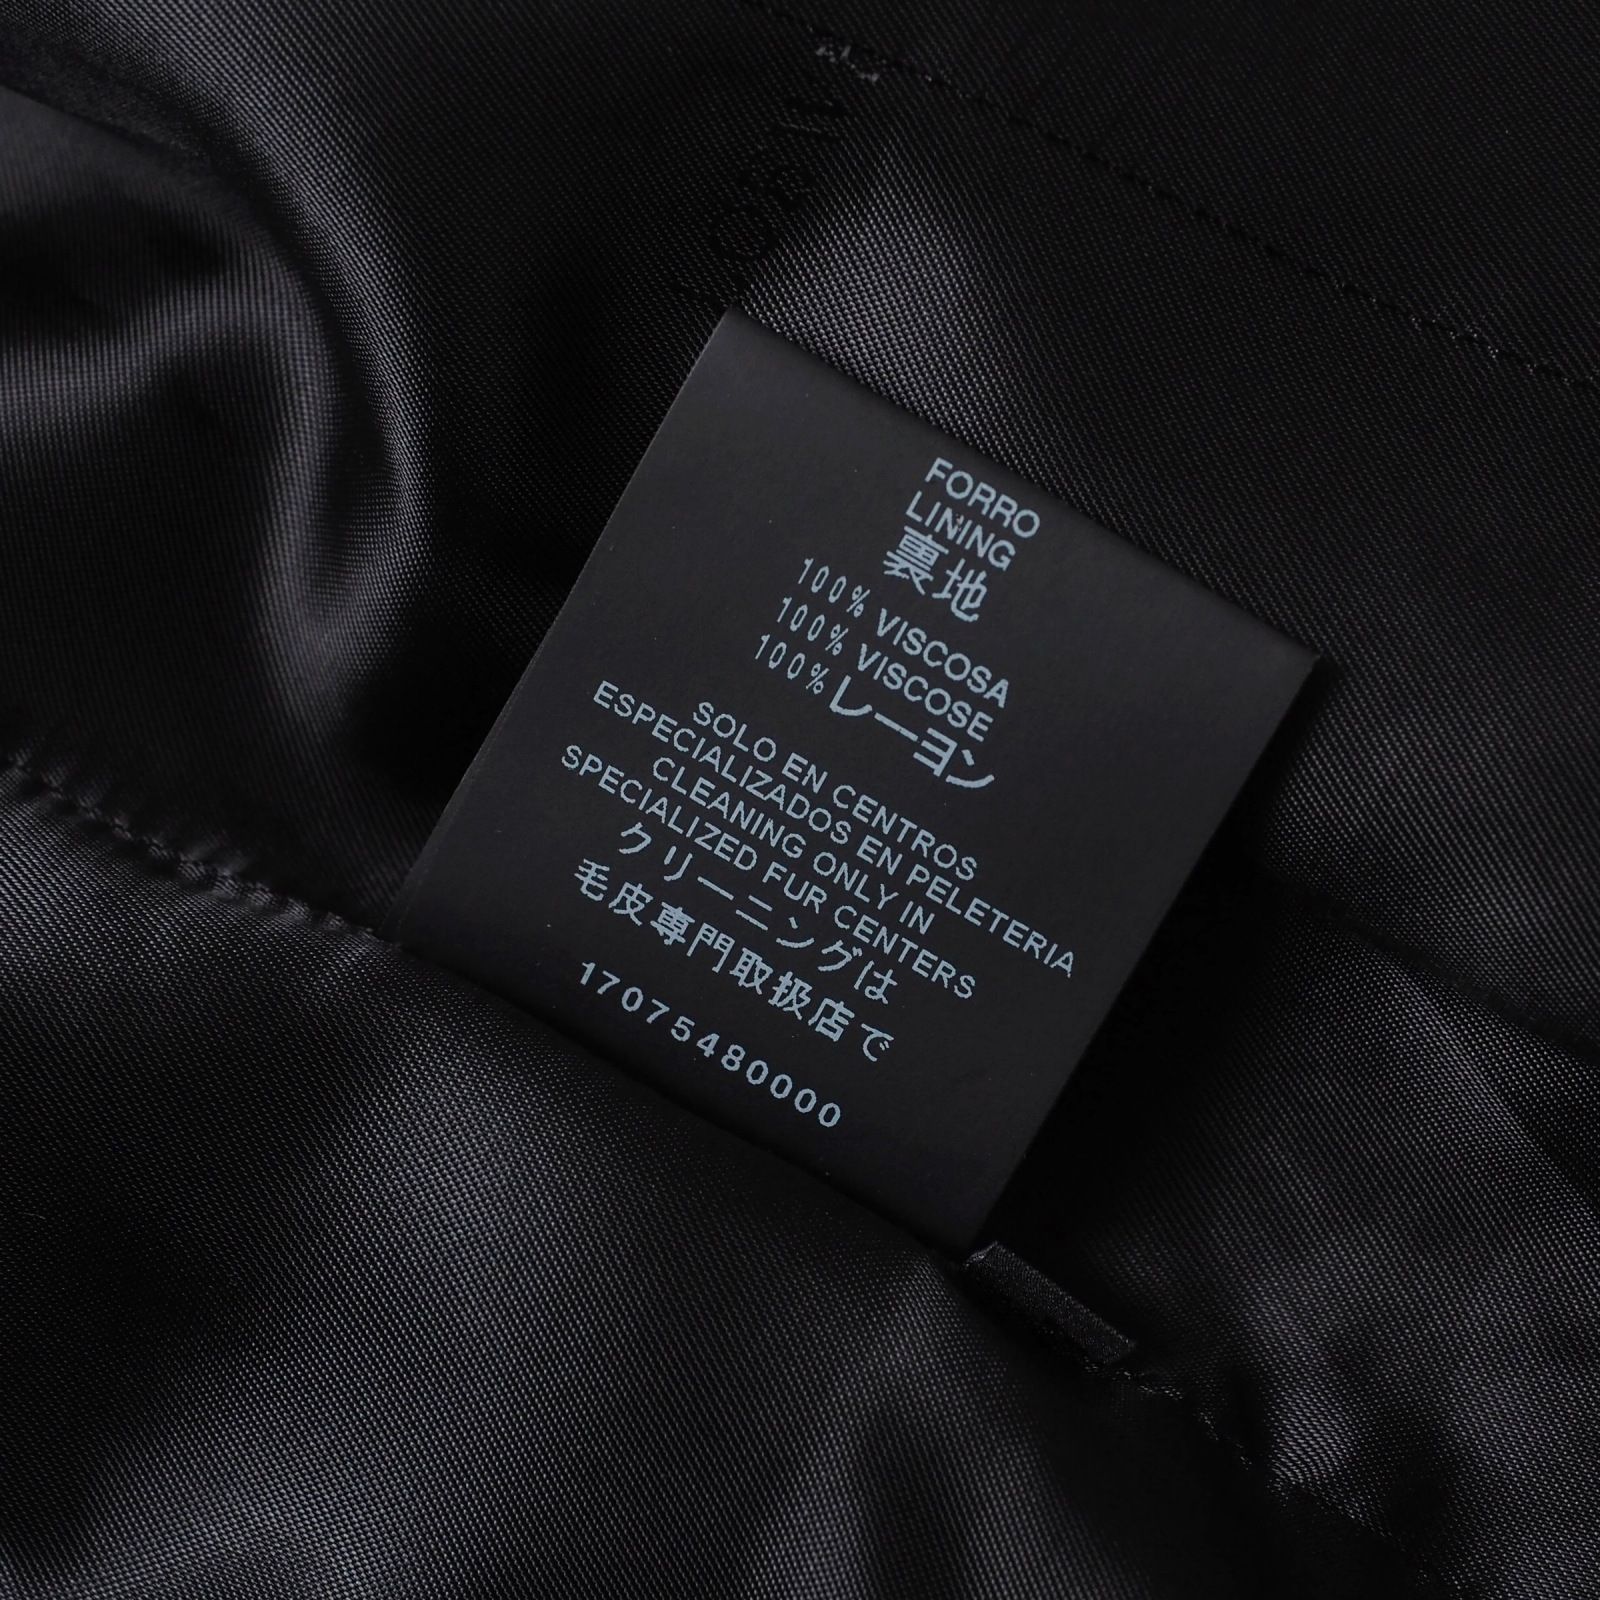 FORRO
LINING
裏地
100% VISCOSA
100% VISCOSE
100% レーヨン
SOLO EN CENTROS
ESPECIALIZADOS EN PELETERIA
CLEANING ONLY IN
SPECIALIZED FUR CENTERS
クリーニングは
毛皮専門取扱店で
17075480000